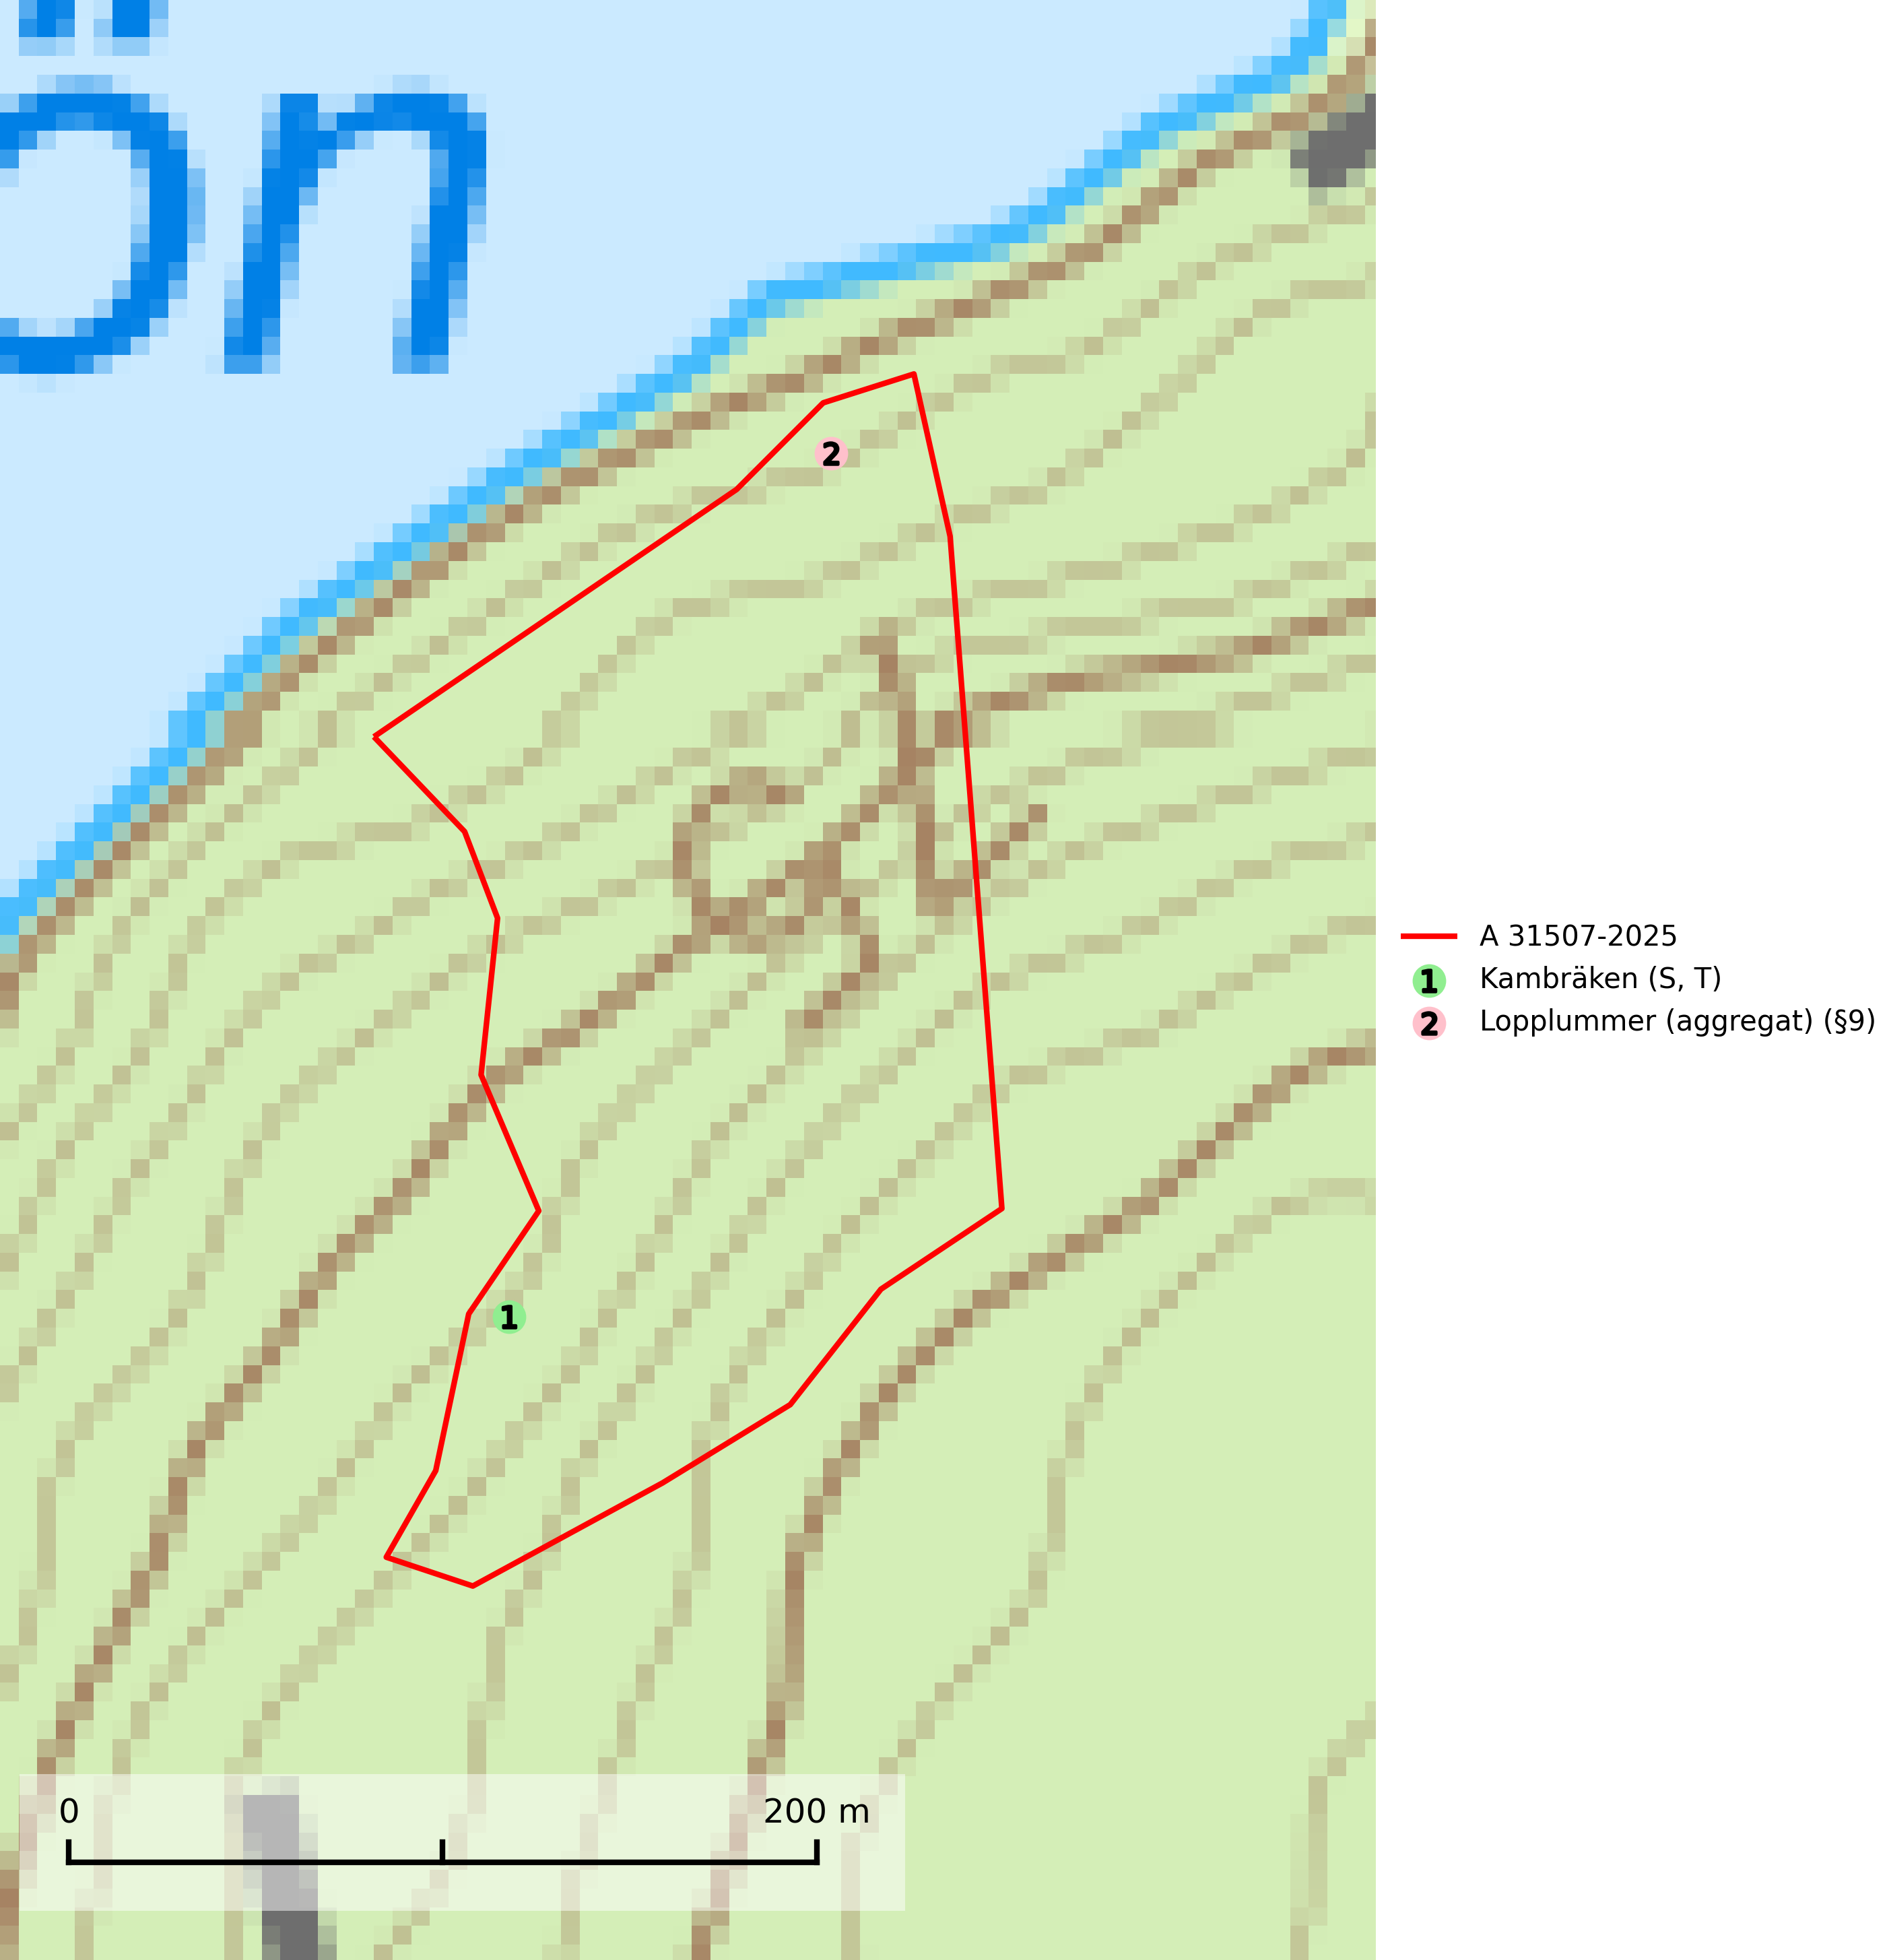 ön
A 31507-2025
1 Kambräken (S, T)
2 Lopplummer (aggregat) (§9)
2
1
0 200 m